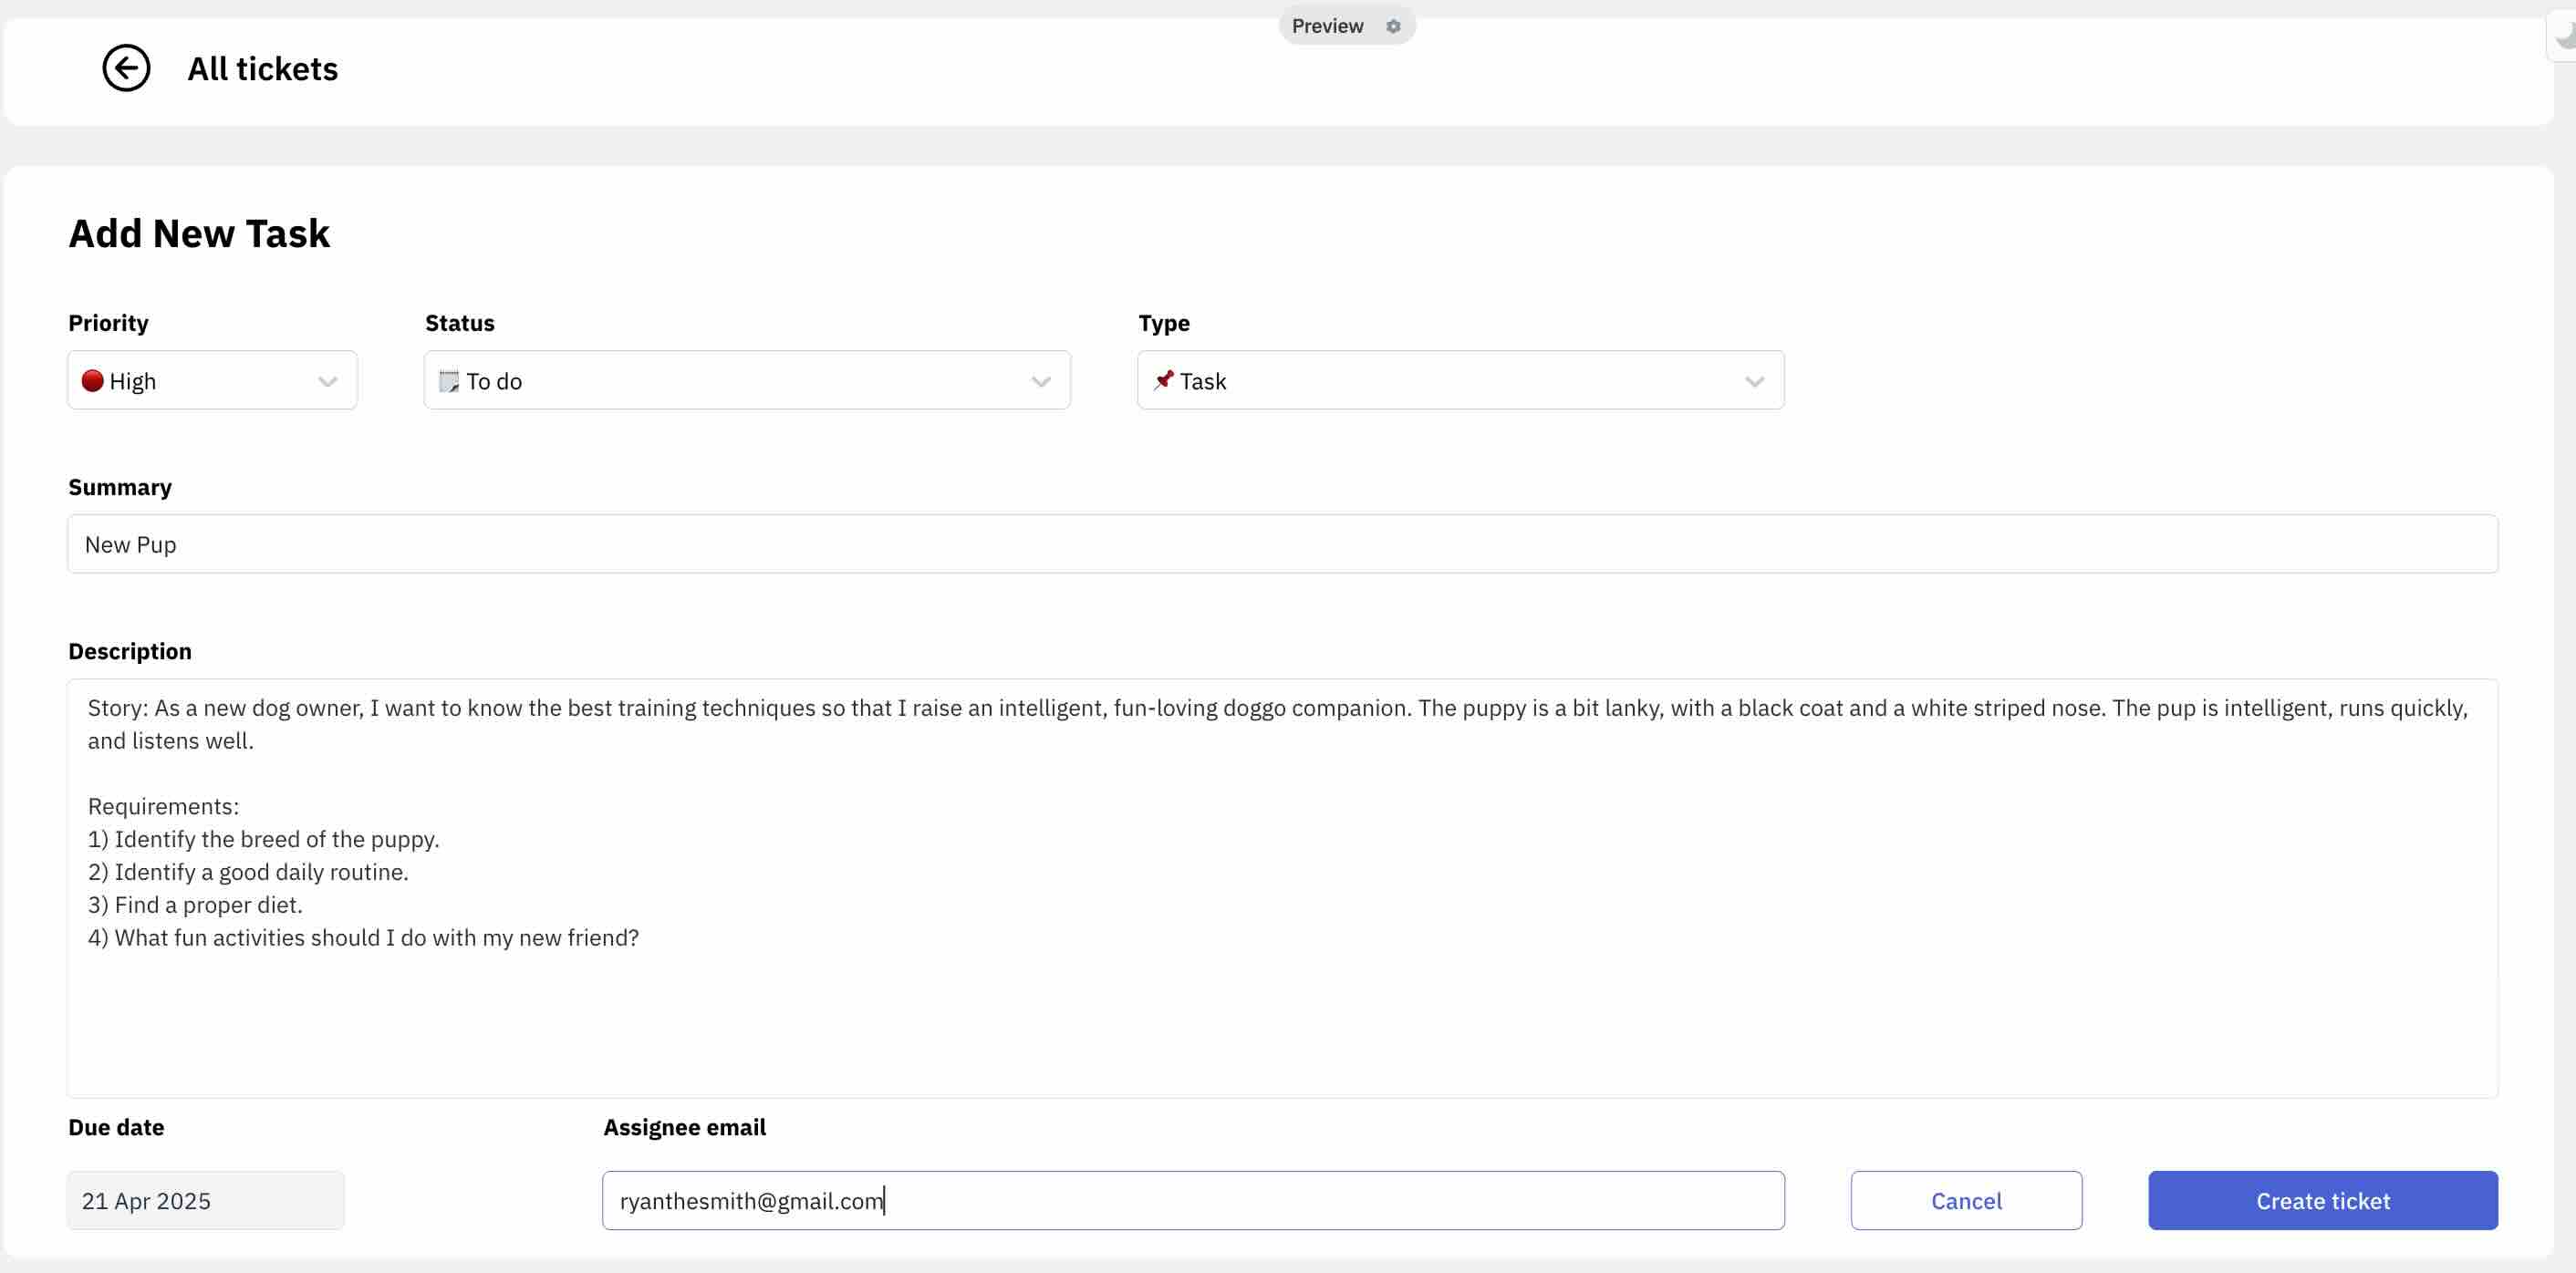 Preview
All tickets
Add New Task
Priority
Status
Type
High
To do
Task
Summary
New Pup
Description
Story: As a new dog owner, I want to know the best training techniques so that I raise an intelligent, fun-loving doggo companion. The puppy is a bit lanky, with a black coat and a white striped nose. The pup is intelligent, runs quickly,
and listens well.
Requirements:
1) Identify the breed of the puppy.
2) Identify a good daily routine.
3) Find a proper diet.
4) What fun activities should I do with my new friend?
Due date
Assignee email
21 Apr 2025
ryanthesmith@gmail.com
Cancel
Create ticket